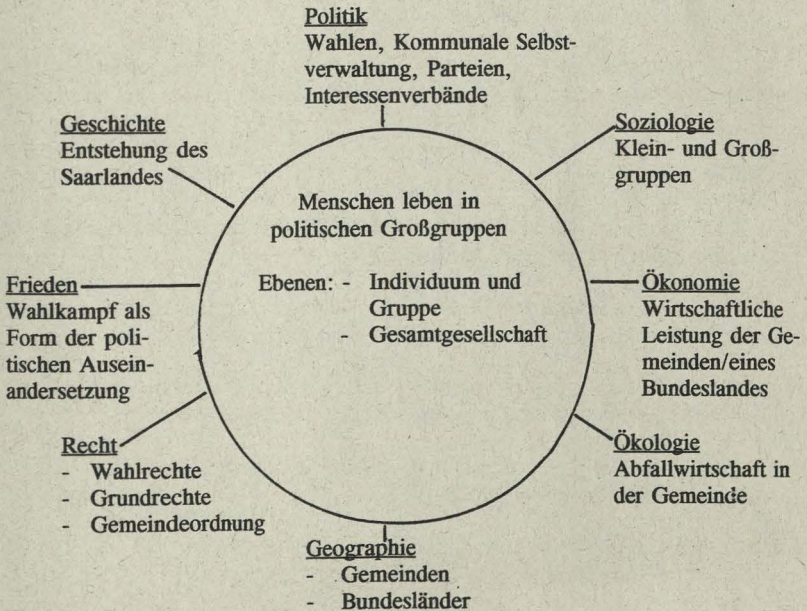 Politik
Wahlen, Kommunale Selbst-
verwaltung, Parteien,
Interessenverbände
Geschichte
Entstehung des
Saarlandes
Soziologie
Klein- und Groß-
gruppen
Menschen leben in
politischen Großgruppen
Ebenen: - Individuum und
Gruppe
- Gesamtgesellschaft
Frieden
Wahlkampf als
Form der poli-
tischen Ausein-
andersetzung
Ökonomie
Wirtschaftliche
Leistung der Ge-
meinden/eines
Bundeslandes
Recht
- Wahlrechte
- Grundrechte
- Gemeindeordnung
Ökologie
Abfallwirtschaft in
der Gemeinde
Geographie
- Gemeinden
- Bundesländer